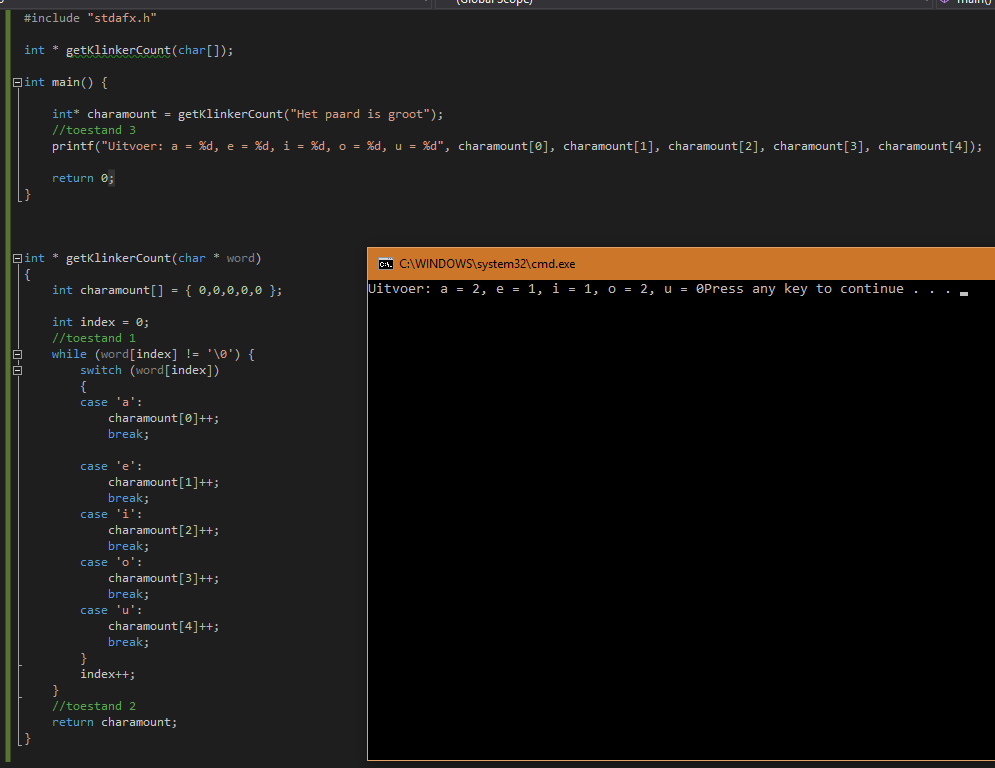 (Global Scope)
main()
#include "stdafx.h"
int * getKlinkerCount(char[]);
int main() {
int* charamount = getKlinkerCount("Het paard is groot");
//toestand 3
printf("Uitvoer: a = %d, e = %d, i = %d, o = %d, u = %d", charamount[0], charamount[1], charamount[2], charamount[3], charamount[4]);
return 0;
}
int * getKlinkerCount(char * word)
{
int charamount[] = { 0,0,0,0,0 };
int index = 0;
//toestand 1
while (word[index] != '\0') {
switch (word[index])
{
case 'a':
charamount[0]++;
break;
case 'e':
charamount[1]++;
break;
case 'i':
charamount[2]++;
break;
case 'o':
charamount[3]++;
break;
case 'u':
charamount[4]++;
break;
}
index++;
}
//toestand 2
return charamount;
}
C:\WINDOWS\system32\cmd.exe
Uitvoer: a = 2, e = 1, i = 1, o = 2, u = 0Press any key to continue . . .